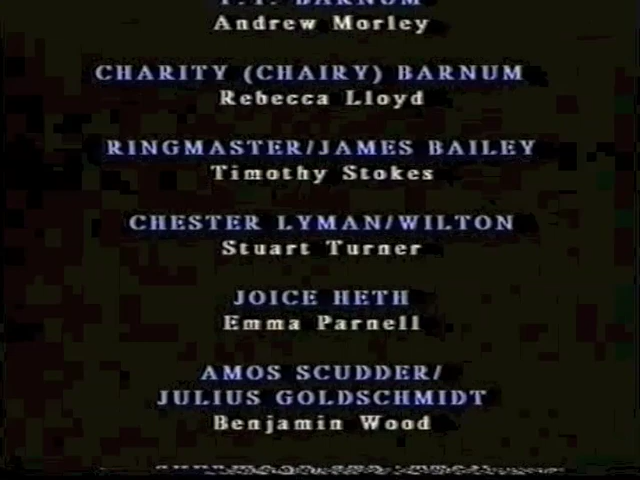 P.T. BARNUM
Andrew Morley
CHARITY (CHAIRY) BARNUM
Rebecca Lloyd
RINGMASTER/JAMES BAILEY
Timothy Stokes
CHESTER LYMAN/WILTON
Stuart Turner
JOICE HETH
Emma Parnell
AMOS SCUDDER/
JULIUS GOLDSCHMIDT
Benjamin Wood